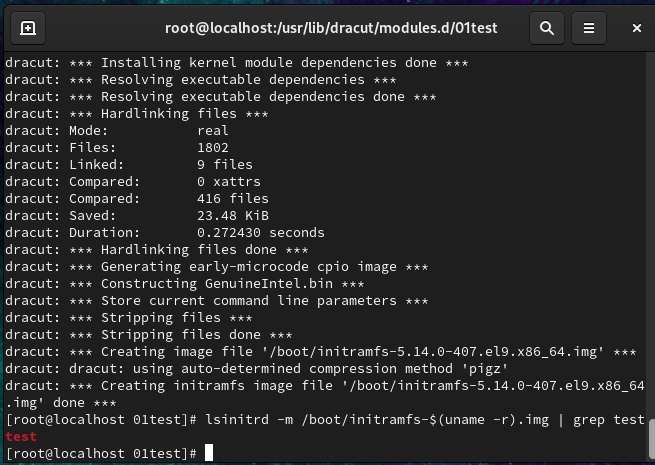 root@localhost:/usr/lib/dracut/modules.d/01test
dracut: *** Installing kernel module dependencies done ***
dracut: *** Resolving executable dependencies ***
dracut: *** Resolving executable dependencies done ***
dracut: *** Hardlinking files ***
dracut: Mode:           real
dracut: Files:          1802
dracut: Linked:         9 files
dracut: Compared:       0 xattrs
dracut: Compared:       416 files
dracut: Saved:          23.48 KiB
dracut: Duration:       0.272430 seconds
dracut: *** Hardlinking files done ***
dracut: *** Generating early-microcode cpio image ***
dracut: *** Constructing GenuineIntel.bin ***
dracut: *** Store current command line parameters ***
dracut: *** Stripping files ***
dracut: *** Stripping files done ***
dracut: *** Creating image file '/boot/initramfs-5.14.0-407.el9.x86_64.img' ***
dracut: dracut: using auto-determined compression method 'pigz'
dracut: *** Creating initramfs image file '/boot/initramfs-5.14.0-407.el9.x86_64
.img' done ***
[root@localhost 01test]# lsinitrd -m /boot/initramfs-$(uname -r).img | grep test
test
[root@localhost 01test]#